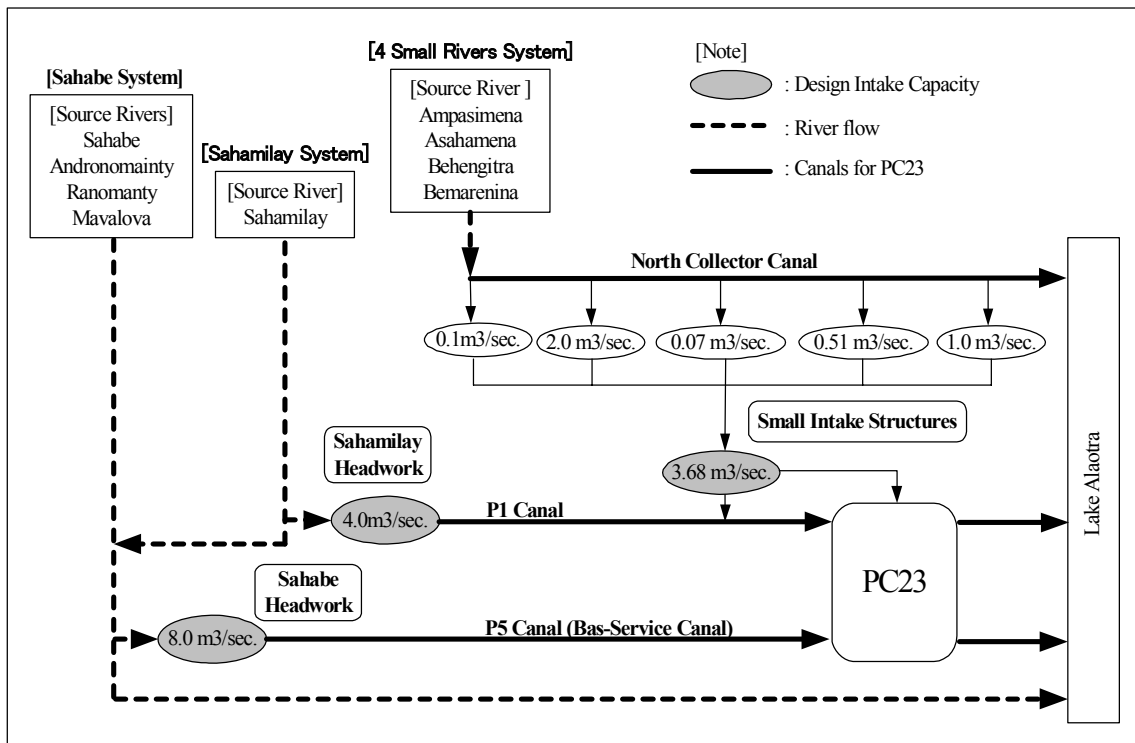 [4 Small Rivers System]
[Source River ]
Ampasimena
Asahamena
Behengitra
Bemarenina
[Note]
: Design Intake Capacity
: River flow
: Canals for PC23
[Sahabe System]
[Source Rivers]
Sahabe
Andronomainty
Ranomanty
Mavalova
[Sahamilay System]
[Source River]
Sahamilay
North Collector Canal
0.1m3/sec.
2.0 m3/sec.
0.07 m3/sec.
0.51 m3/sec.
1.0 m3/sec.
Small Intake Structures
Sahamilay
Headwork
3.68 m3/sec.
4.0m3/sec.
P1 Canal
Sahabe
Headwork
8.0 m3/sec.
P5 Canal (Bas-Service Canal)
PC23
Lake Alaotra